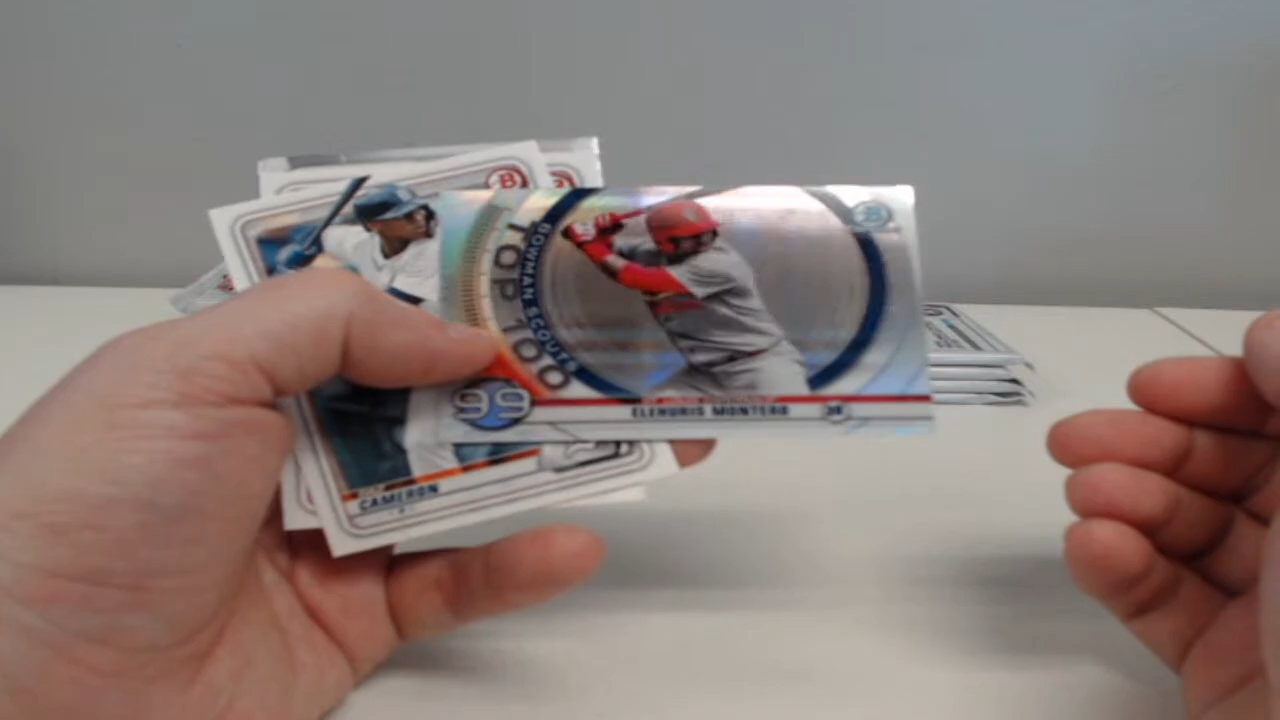 B
BOWMAN SCOUTS
TOP 100
99
ELEHURIS MONTERO
3B
CAMERON